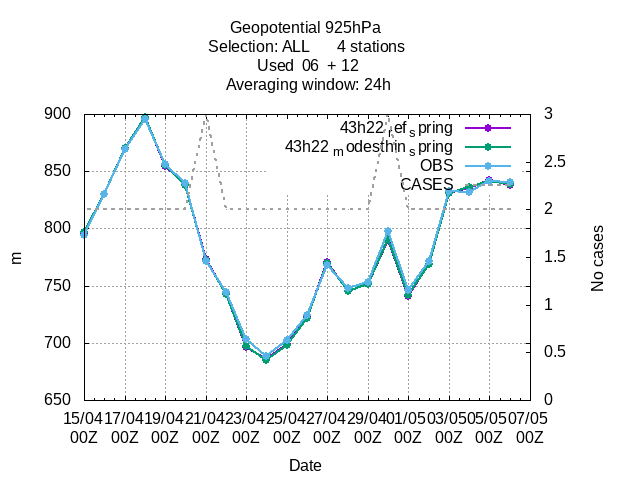 Geopotential 925hPa
Selection: ALL 4 stations
Used 06 + 12
Averaging window: 24h
900 3
43h22 ref spring
43h22 modesthin spring
850 2.5
OBS
CASES
800 2
750 1.5
700 1
650 0.5
0
m
No cases
15/04 17/04 19/04 21/04 23/04 25/04 27/04 29/04 01/05 03/05 05/05 07/05
00Z 00Z 00Z 00Z 00Z 00Z 00Z 00Z 00Z 00Z 00Z 00Z
Date